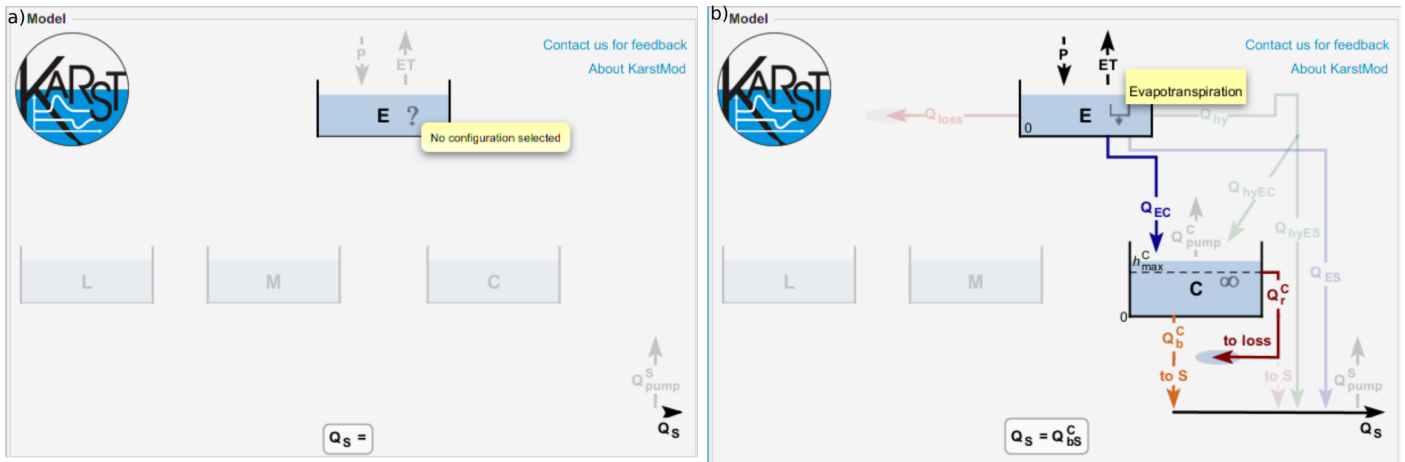 a) Model
KARST
Contact us for feedback
About KarstMod
P
ET
E ?
No configuration selected
L
M
C
Q S pump
Q S
Q S =
b) Model
KARST
Contact us for feedback
About KarstMod
P
ET
Evapotranspiration
Q loss
E
0
Q hy
Q hyEC
Q EC
Q C pump
Q hyES
Q ES
L
M
h C max
C ∞
0
Q C r
Q C b
to loss
to S
to S
Q S pump
Q S
Q S = Q C bS